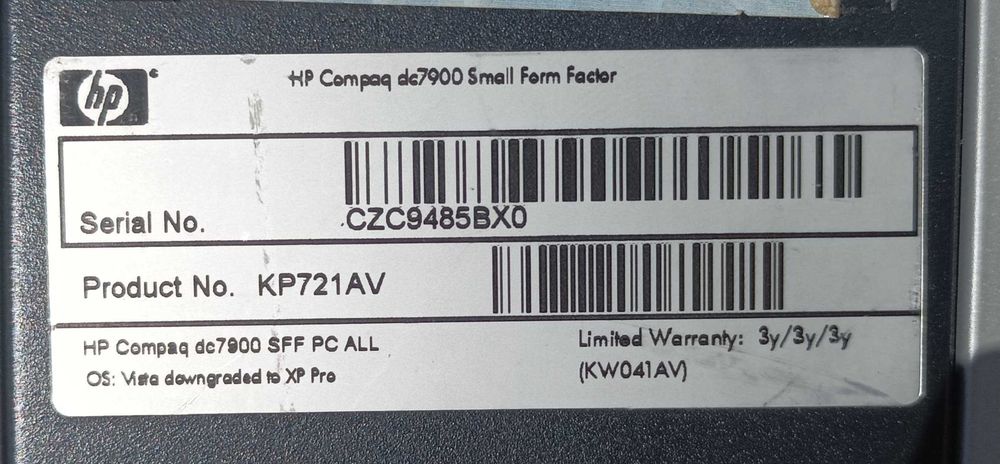 hp
HP Compaq dc7900 Small Form Factor
Serial No. CZC9485BX0
Product No. KP721AV
HP Compaq dc7900 SFF PC ALL
OS: Vista downgraded to XP Pro
Limited Warranty: 3y/3y/3y
(KW041AV)